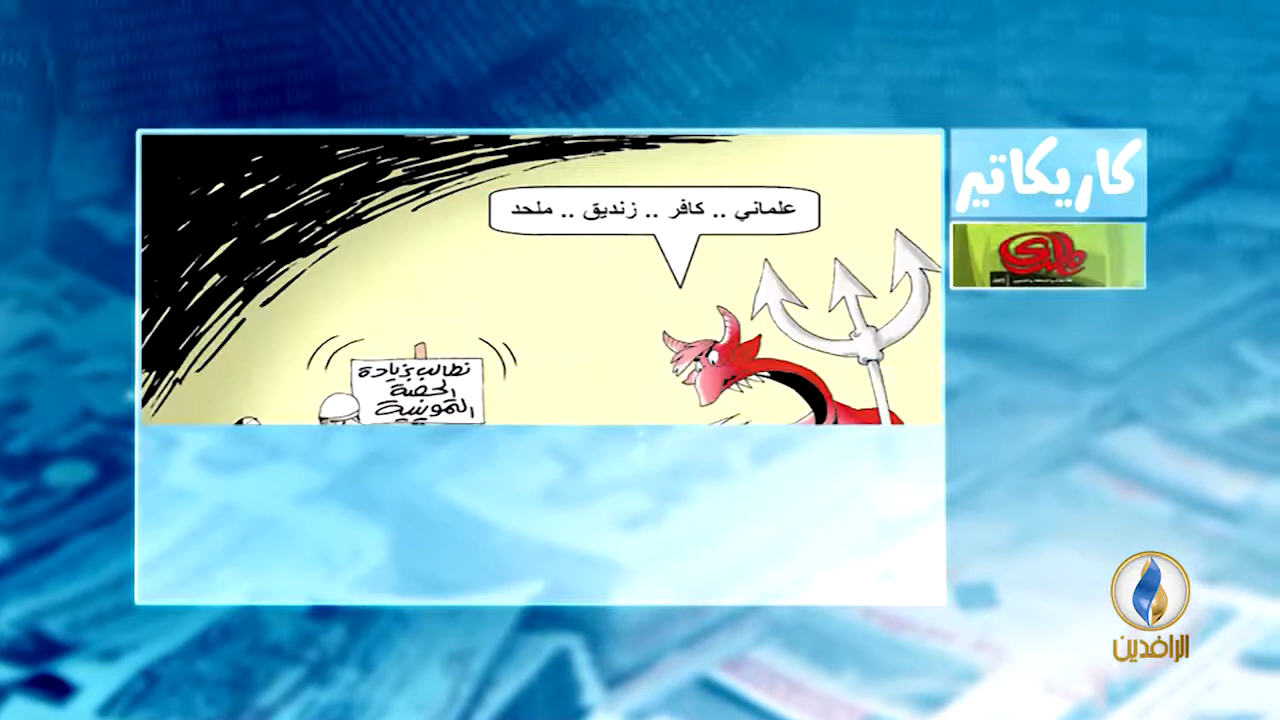 كاريكاتير
علماني .. كافر .. زنديق .. ملحد
نطالب بزيادة
الحصة
التموينية
الرافدين